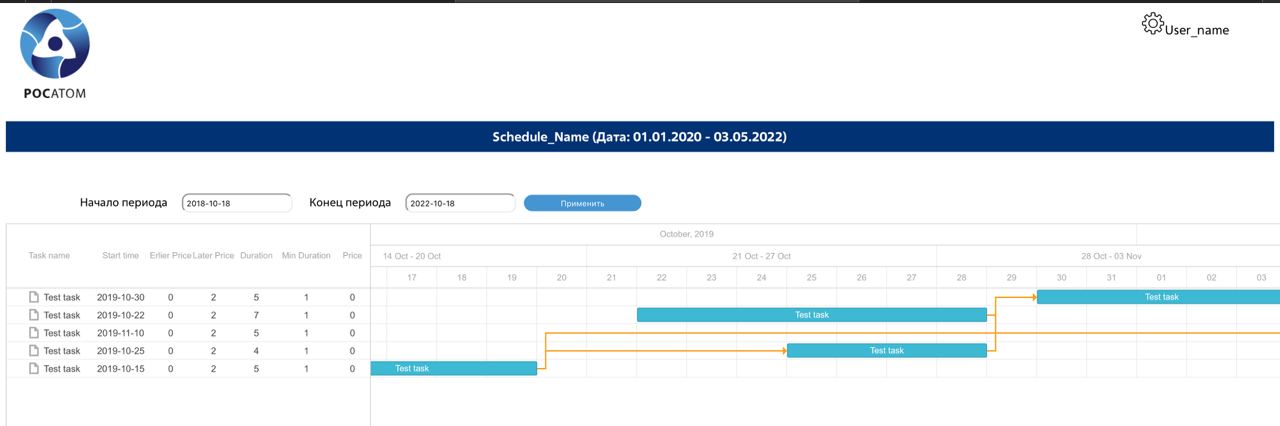 User_name
РОСАТОМ
Schedule_Name (Дата: 01.01.2020 - 03.05.2022)
Начало периода 2018-10-18 Конец периода 2022-10-18 Применить
October, 2019
Task name Start time Erlier Price Later Price Duration Min Duration Price
14 Oct - 20 Oct 21 Oct - 27 Oct 28 Oct - 03 Nov
17 18 19 20 21 22 23 24 25 26 27 28 29 30 31 01 02 03
Test task 2019-10-30 0 2 5 1 0 Test task
Test task 2019-10-22 0 2 7 1 0 Test task
Test task 2019-11-10 0 2 5 1 0
Test task 2019-10-25 0 2 4 1 0 Test task
Test task 2019-10-15 0 2 5 1 0 Test task